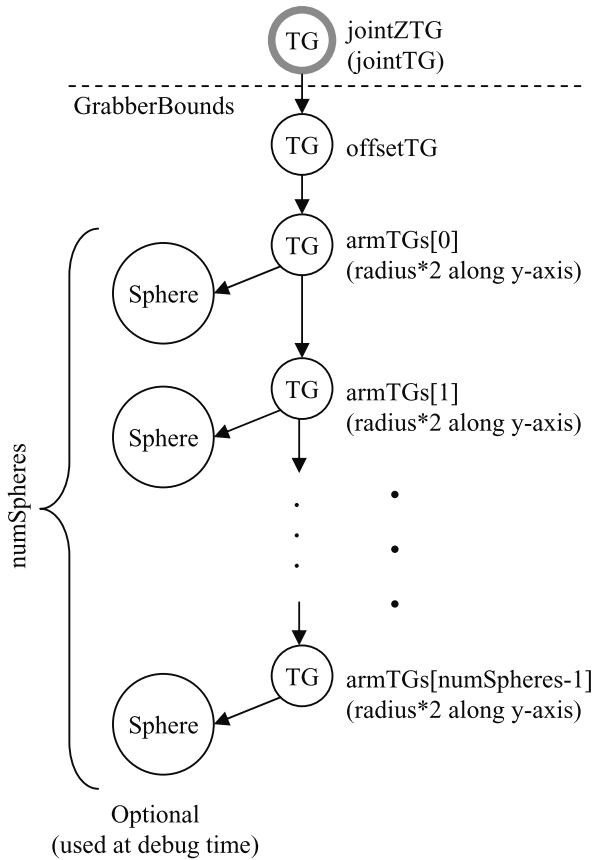 TG
jointZTG
(jointTG)
GrabberBounds
TG
offsetTG
TG
armTGs[0]
(radius*2 along y-axis)
Sphere
TG
armTGs[1]
(radius*2 along y-axis)
Sphere
numSpheres
TG
armTGs[numSpheres-1]
(radius*2 along y-axis)
Sphere
Optional
(used at debug time)